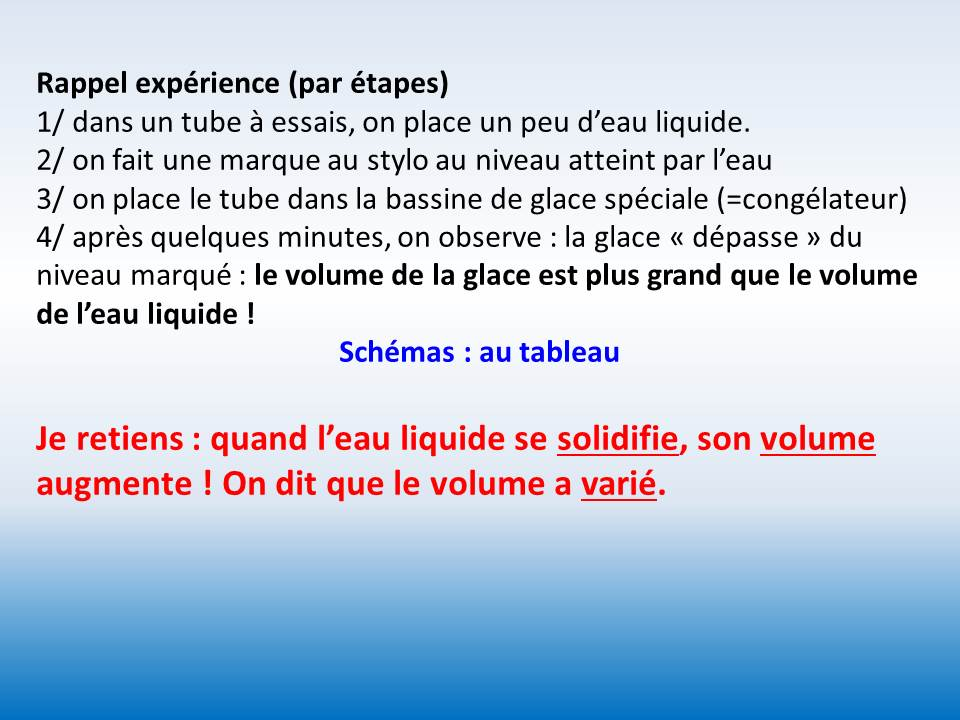 Rappel expérience (par étapes)
1/ dans un tube à essais, on place un peu d’eau liquide.
2/ on fait une marque au stylo au niveau atteint par l’eau
3/ on place le tube dans la bassine de glace spéciale (=congélateur)
4/ après quelques minutes, on observe : la glace « dépasse » du
niveau marqué : le volume de la glace est plus grand que le volume
de l’eau liquide !
Schémas : au tableau
Je retiens : quand l’eau liquide se solidifie, son volume
augmente ! On dit que le volume a varié.